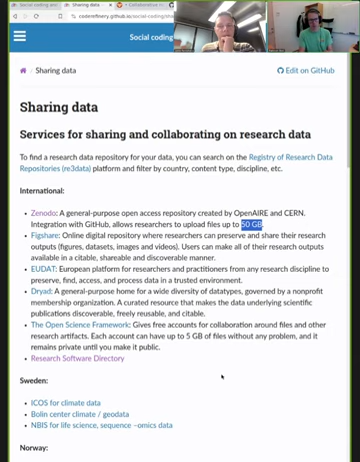 Social coding and
Sharing data —
Collaborative n
coderefinery.github.io/social-coding/sha
Social coding
Sharing data
Edit on GitHub
Sharing data
Services for sharing and collaborating on research data
To find a research data repository for your data, you can search on the Registry of Research Data
Repositories (re3data) platform and filter by country, content type, discipline, etc.
International:
• Zenodo: A general-purpose open access repository created by OpenAIRE and CERN.
Integration with GitHub, allows researchers to upload files up to 50 GB.
• Figshare: Online digital repository where researchers can preserve and share their research
outputs (figures, datasets, images and videos). Users can make all of their research outputs
available in a citable, shareable and discoverable manner.
• EUDAT: European platform for researchers and practitioners from any research discipline to
preserve, find, access, and process data in a trusted environment.
• Dryad: A general-purpose home for a wide diversity of datatypes, governed by a nonprofit
membership organization. A curated resource that makes the data underlying scientific
publications discoverable, freely reusable, and citable.
• The Open Science Framework: Gives free accounts for collaboration around files and other
research artifacts. Each account can have up to 5 GB of files without any problem, and it
remains private until you make it public.
• Research Software Directory
Sweden:
• ICOS for climate data
• Bolin center climate / geodata
• NBIS for life science, sequence –omics data
Norway: